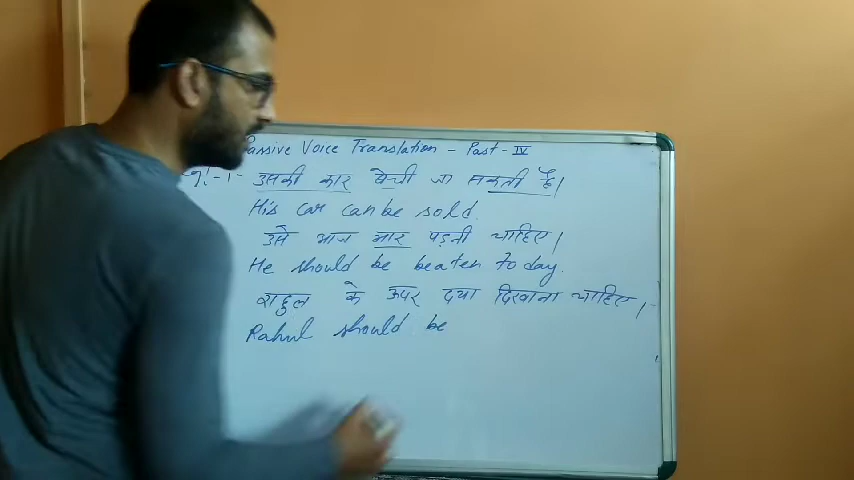 Passive Voice Translation - Part - IV
उसकी कार बेची जा सकती है।
His car can be sold.
उसे आज मार पड़नी चाहिए।
He should be beaten today.
राहुल के ऊपर दया दिखाना चाहिए।
Rahul should be